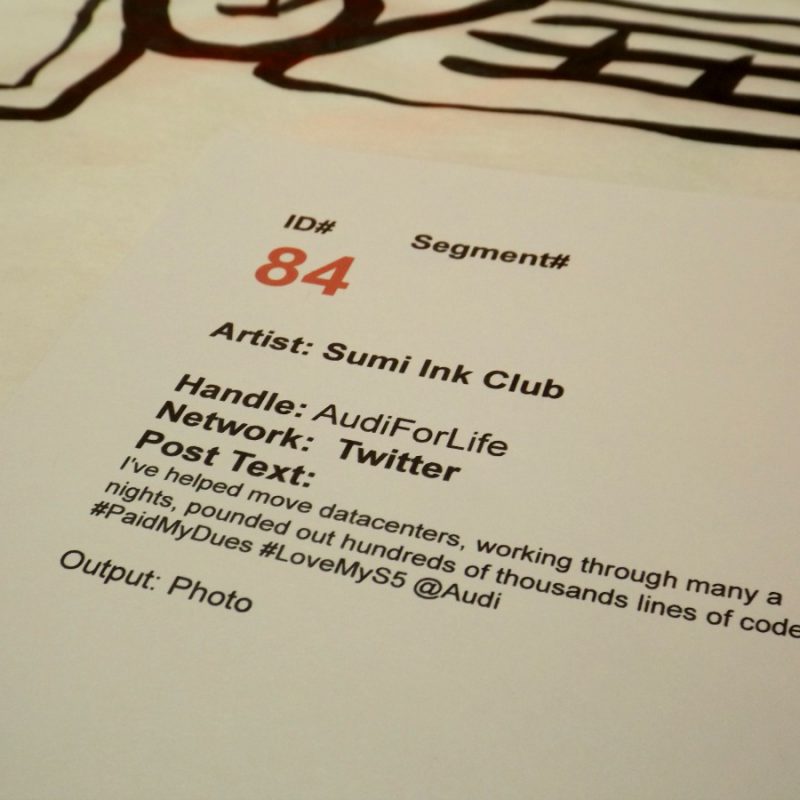 ID# Segment#
84
Artist: Sumi Ink Club
Handle: AudiForLife
Network: Twitter
Post Text:
I've helped move datacenters, working through many a
nights, pounded out hundreds of thousands lines of code
#PaidMyDues #LoveMyS5 @Audi
Output: Photo